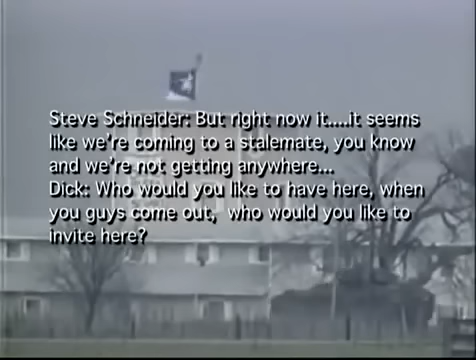 Steve Schneider: But right now it....it seems
like we're coming to a stalemate, you know
and we're not getting anywhere...
Dick: Who would you like to have here, when
you guys come out, who would you like to
invite here?